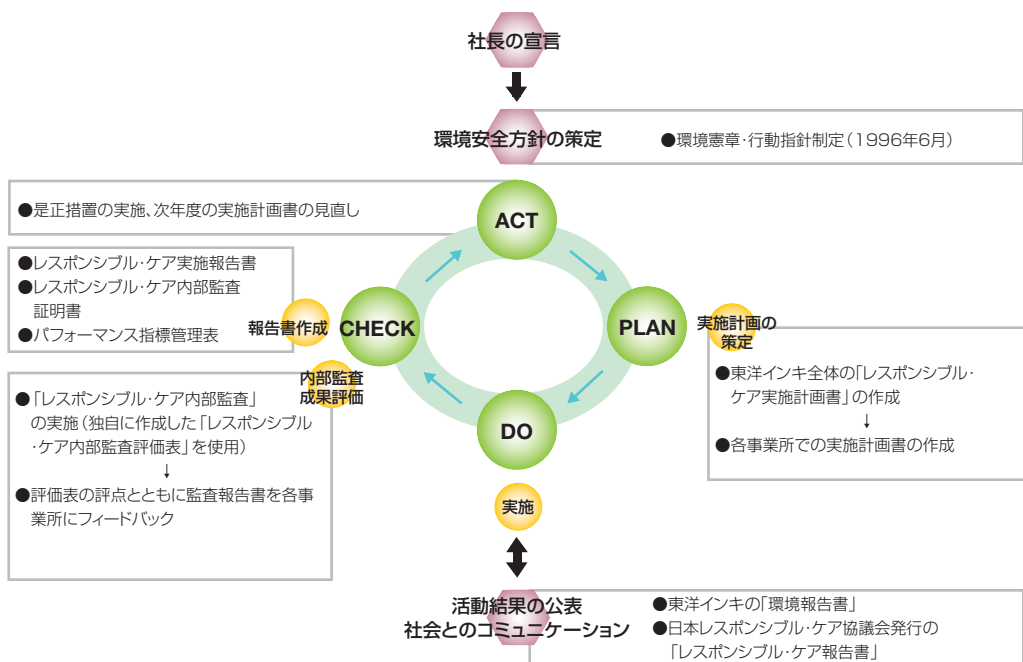 社長の宣言
環境安全方針の策定
●環境憲章・行動指針制定（1996年6月）
ACT
●是正措置の実施、次年度の実施計画書の見直し
●レスポンシブル・ケア実施報告書
●レスポンシブル・ケア内部監査
証明書
●パフォーマンス指標管理表
報告書作成
CHECK
PLAN
実施計画の
策定
●東洋インキ全体の「レスポンシブル・
ケア実施計画書」の作成
↓
●各事業所での実施計画書の作成
内部監査
成果評価
●「レスポンシブル・ケア内部監査」
の実施（独自に作成した「レスポンシブル
・ケア内部監査評価表」を使用）
↓
●評価表の評点とともに監査報告書を各事
業所にフィードバック
DO
実施
活動結果の公表
社会とのコミュニケーション
●東洋インキの「環境報告書」
●日本レスポンシブル・ケア協議会発行の
「レスポンシブル・ケア報告書」